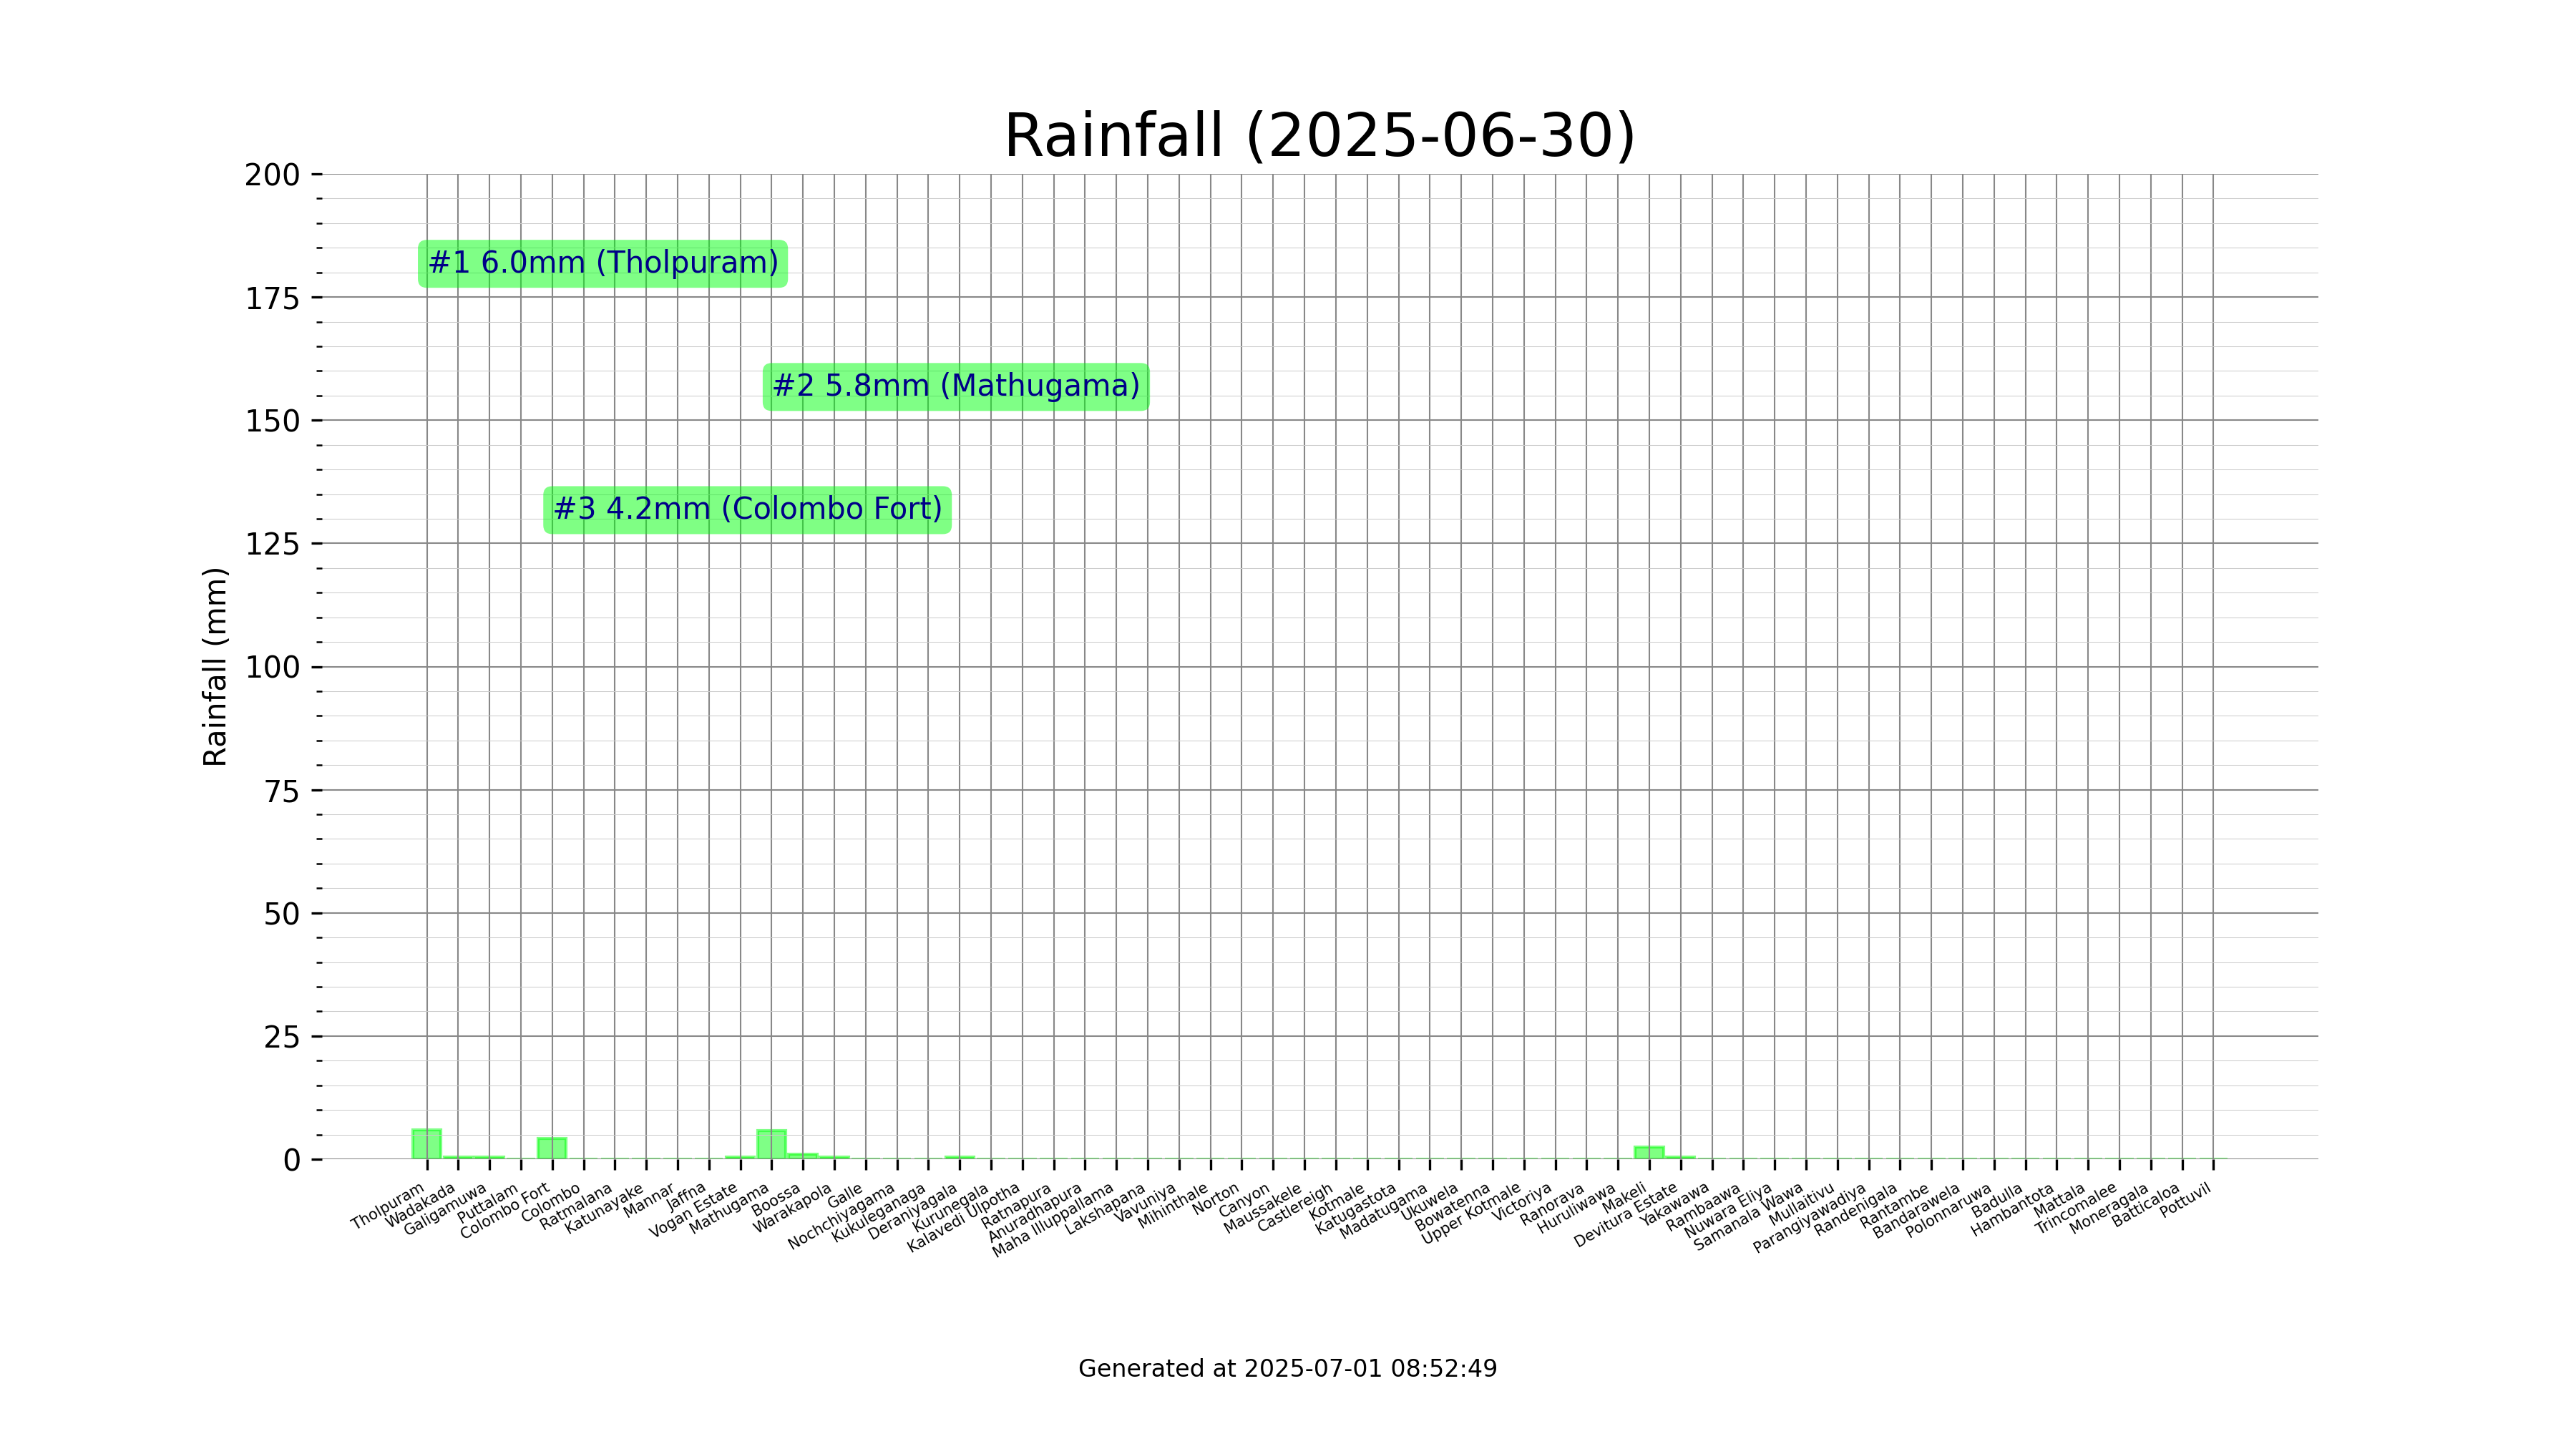 Rainfall (2025-06-30)
Rainfall (mm)
200
175
150
125
100
75
50
25
0
#1 6.0mm (Tholpuram)
#2 5.8mm (Mathugama)
#3 4.2mm (Colombo Fort)
Tholpuram
Wadakada
Galigamuwa
Puttalam
Colombo Fort
Colombo
Ratmalana
Katunayake
Mannar
Jaffna
Vogan Estate
Mathugama
Boossa
Warakapola
Galle
Nochchiyagama
Kukuleganaga
Deraniyagala
Kurunegala
Kalavedi Ulpotha
Ratnapura
Anuradhapura
Maha Illuppallama
Lakshapana
Vavuniya
Mihinthale
Norton
Canyon
Maussakele
Castlereigh
Kotmale
Katugastota
Madatugama
Ukuwela
Bowatenna
Upper Kotmale
Victoriya
Ranorava
Huruliwawa
Makeli
Devitura Estate
Yakawawa
Rambaawa
Nuwara Eliya
Samanala Wawa
Mullaitivu
Parangiyawadiya
Randenigala
Rantambe
Bandarawela
Polonnaruwa
Badulla
Hambantota
Mattala
Trincomalee
Moneragala
Batticaloa
Pottuvil
Generated at 2025-07-01 08:52:49